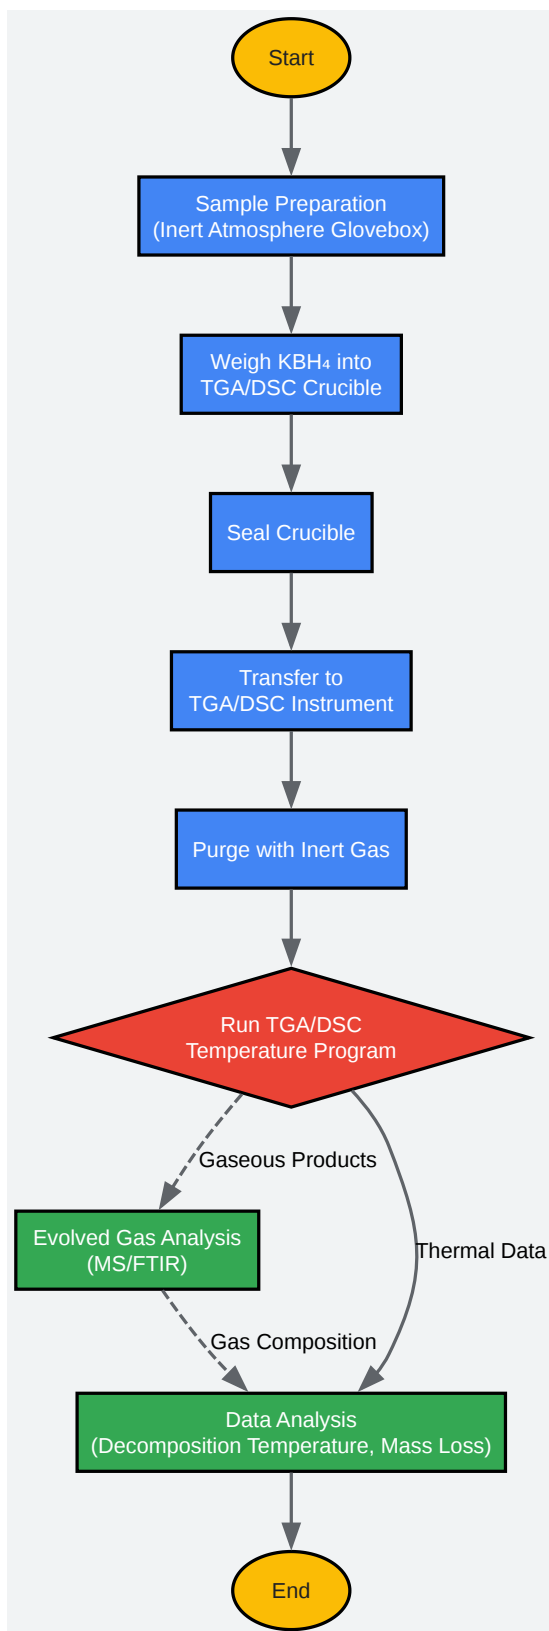 Start
Sample Preparation
(Inert Atmosphere Glovebox)
Weigh KBH₄ into
TGA/DSC Crucible
Seal Crucible
Transfer to
TGA/DSC Instrument
Purge with Inert Gas
Run TGA/DSC
Temperature Program
Gaseous Products
Evolved Gas Analysis
(MS/FTIR)
Thermal Data
Gas Composition
Data Analysis
(Decomposition Temperature, Mass Loss)
End